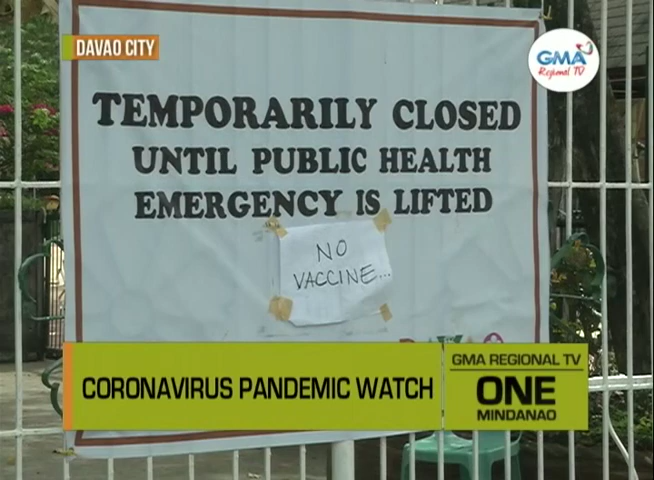 DAVAO CITY
GMA
Regional TV
TEMPORARILY CLOSED
UNTIL PUBLIC HEALTH
EMERGENCY IS LIFTED
NO
VACCINE...
CORONAVIRUS PANDEMIC WATCH
GMA REGIONAL TV
ONE
MINDANAO